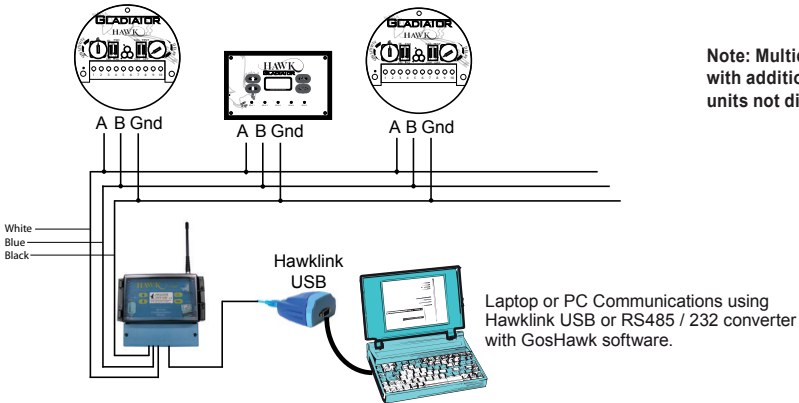 GLADIATOR
HAWK
HAWK
GLADIATOR
GLADIATOR
HAWK
Note: Multi
with additio
units not di
A B Gnd
A B Gnd
A B Gnd
White
Blue
Black
HAWK
Hawklink
USB
Laptop or PC Communications using
Hawklink USB or RS485 / 232 converter
with GosHawk software.